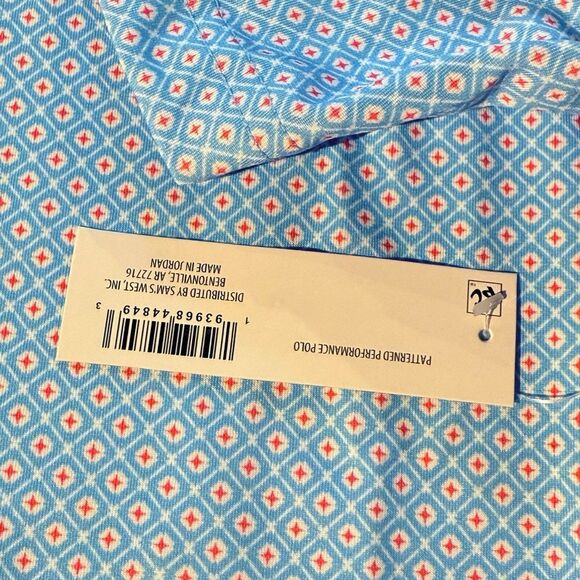 PATTERNED PERFORMANCE POLO
1 93968 44849 3
DISTRIBUTED BY SAM'S WEST, INC.
BENTONVILLE, AR 72716
MADE IN JORDAN